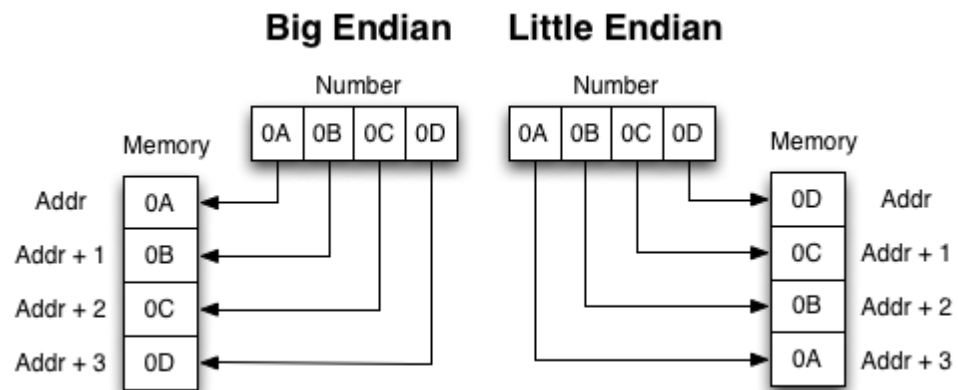 Big Endian Little Endian
Number Number
0A 0B 0C 0D 0A 0B 0C 0D
Memory Memory
Addr 0A 0D Addr
Addr + 1 0B 0C Addr + 1
Addr + 2 0C 0B Addr + 2
Addr + 3 0D 0A Addr + 3